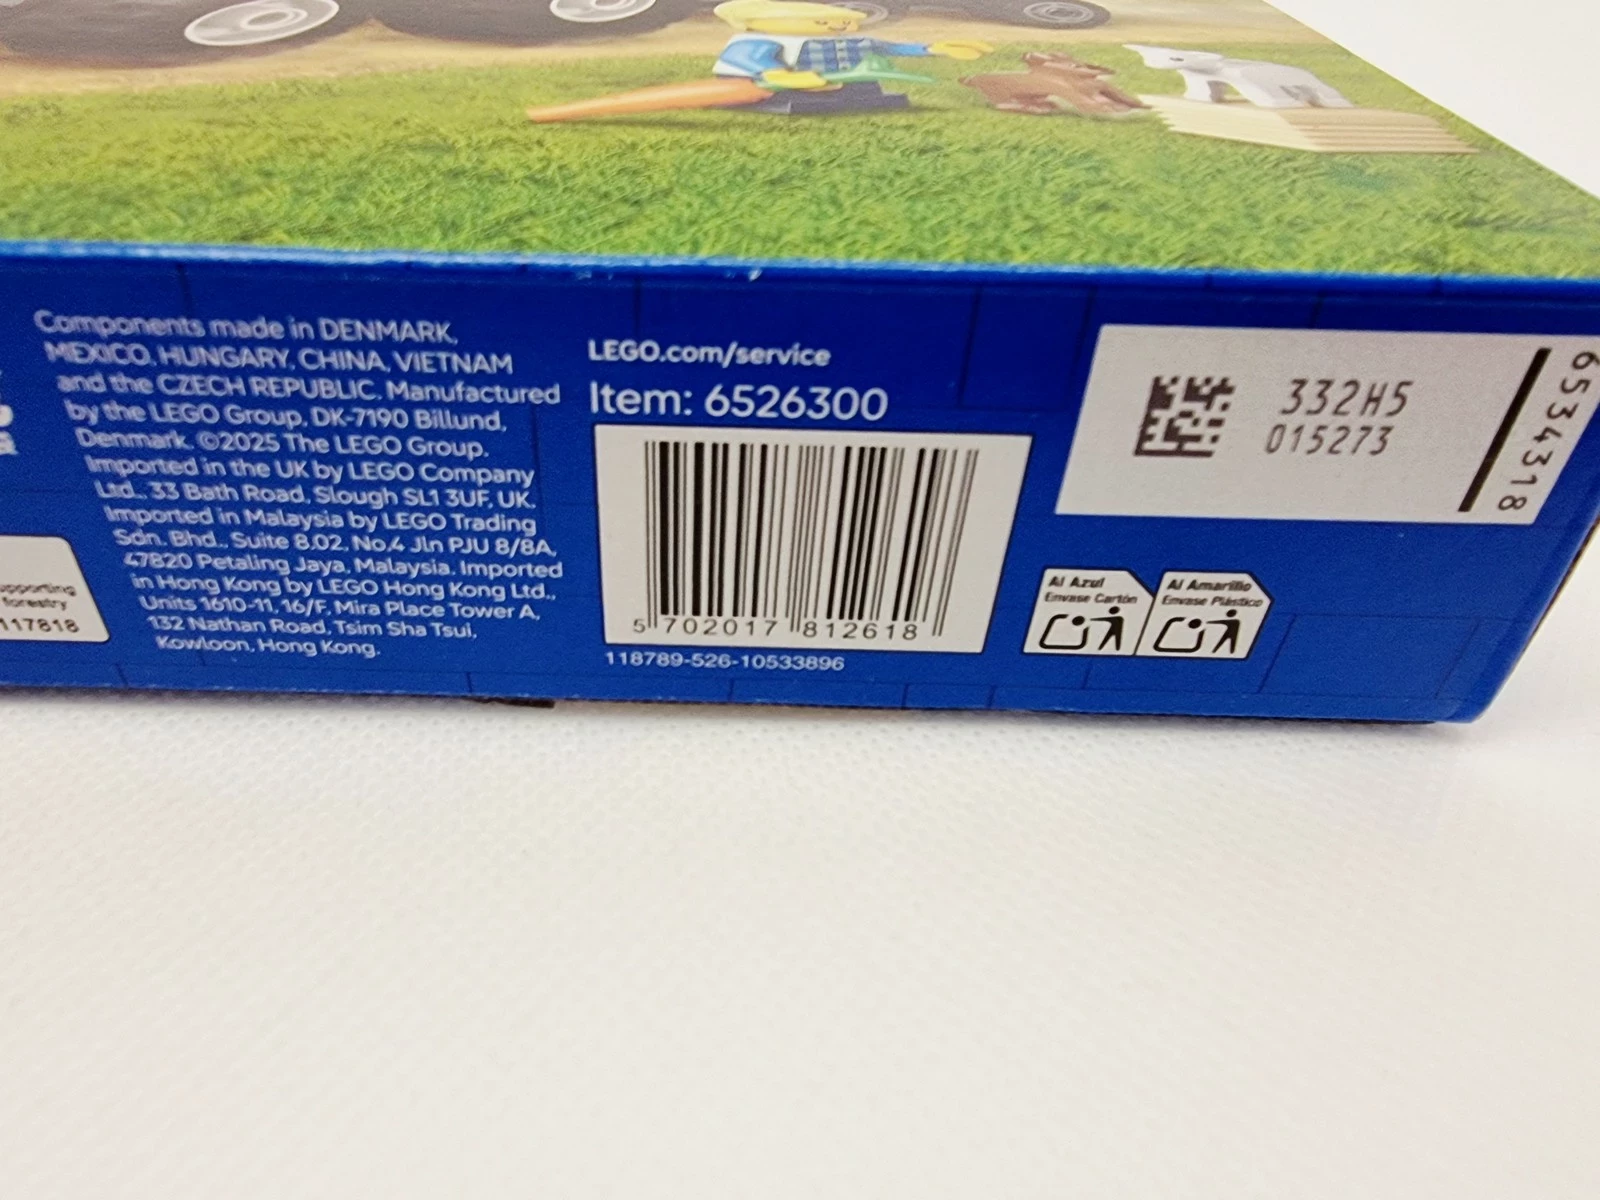 Components made in DENMARK,
MEXICO, HUNGARY, CHINA, VIETNAM
and the CZECH REPUBLIC. Manufactured
by the LEGO Group, DK-7190 Billund,
Denmark. ©2025 The LEGO Group.
Imported in the UK by LEGO Company
Ltd., 33 Bath Road, Slough SL1 3UF, UK.
Imported in Malaysia by LEGO Trading
Sdn. Bhd., Suite 8.02, No.4 Jln PJU 8/8A,
47820 Petaling Jaya, Malaysia. Imported
in Hong Kong by LEGO Hong Kong Ltd.,
Units 1610-11, 16/F, Mira Place Tower A,
132 Nathan Road, Tsim Sha Tsui,
Kowloon, Hong Kong.
forestry
117818
LEGO.com/service
Item: 6526300
5 702017 812618
118789-526-10533896
332H5
015273
6534318
Al Azul
Envase Cartón
Al Amarillo
Envase Plástico